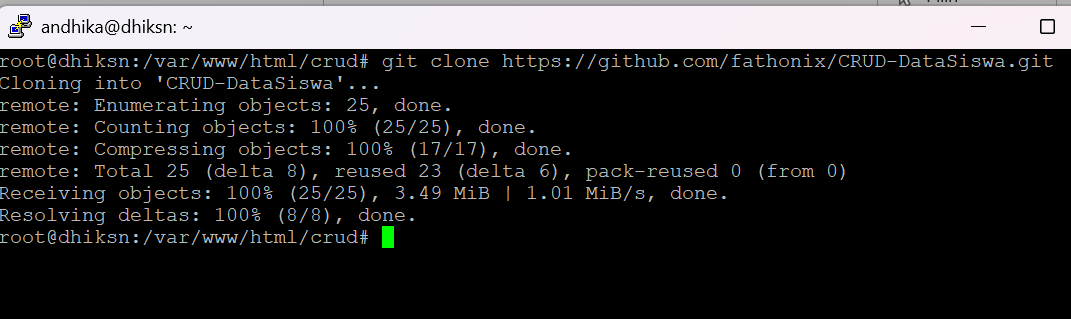 andhika@dhiksn: ~
root@dhiksn:/var/www/html/crud# git clone https://github.com/fathonix/CRUD-DataSiswa.git
Cloning into 'CRUD-DataSiswa'...
remote: Enumerating objects: 25, done.
remote: Counting objects: 100% (25/25), done.
remote: Compressing objects: 100% (17/17), done.
remote: Total 25 (delta 8), reused 23 (delta 6), pack-reused 0 (from 0)
Receiving objects: 100% (25/25), 3.49 MiB | 1.01 MiB/s, done.
Resolving deltas: 100% (8/8), done.
root@dhiksn:/var/www/html/crud#